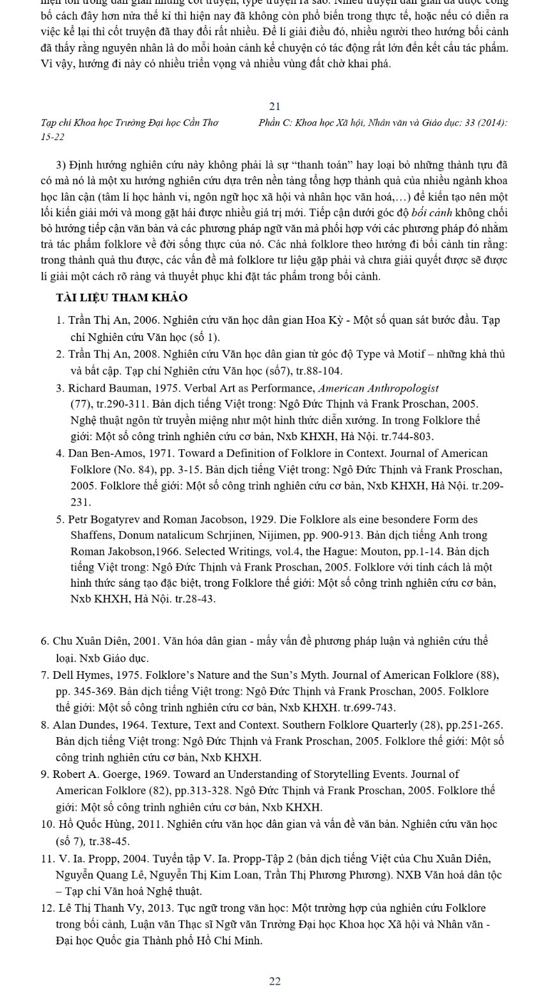 bố cách đây hơn nửa thế kỉ thì hiện nay đã không còn phổ biến trong thực tế, hoặc nếu có diễn ra
việc kể lại thì cốt truyện đã thay đổi rất nhiều. Để lí giải điều đó, nhiều người theo hướng bối cảnh
đã thấy rằng nguyên nhân là do mỗi hoàn cảnh kể chuyện có tác động rất lớn đến kết cấu tác phẩm.
Vì vậy, hướng đi này có nhiều triển vọng và nhiều vùng đất chờ khai phá.
21
Tạp chí Khoa học Trường Đại học Cần Thơ Phần C: Khoa học Xã hội, Nhân văn và Giáo dục: 33 (2014):
15-22
3) Định hướng nghiên cứu này không phải là sự “thanh toán” hay loại bỏ những thành tựu đã
có mà nó là một xu hướng nghiên cứu dựa trên nền tảng tổng hợp thành quả của nhiều ngành khoa
học lân cận (tâm lí học hành vi, ngôn ngữ học xã hội và nhân học văn hoá,…) để kiến tạo nên một
lối kiến giải mới và mong gặt hái được nhiều giá trị mới. Tiếp cận dưới góc độ bối cảnh không chối
bỏ hướng tiếp cận văn bản và các phương pháp ngữ văn mà phối hợp với các phương pháp đó nhằm
trả tác phẩm folklore về đời sống thực của nó. Các nhà folklore theo hướng đi bối cảnh tin rằng:
trong thành quả thu được, các vấn đề mà folklore tư liệu gặp phải và chưa giải quyết được sẽ được
lí giải một cách rõ ràng và thuyết phục khi đặt tác phẩm trong bối cảnh.
TÀI LIỆU THAM KHẢO
1. Trần Thị An, 2006. Nghiên cứu văn học dân gian Hoa Kỳ - Một số quan sát bước đầu. Tạp
chí Nghiên cứu Văn học (số 1).
2. Trần Thị An, 2008. Nghiên cứu Văn học dân gian từ góc độ Type và Motif – những khả thủ
và bất cập. Tạp chí Nghiên cứu Văn học (số7), tr.88-104.
3. Richard Bauman, 1975. Verbal Art as Performance, American Anthropologist
(77), tr.290-311. Bản dịch tiếng Việt trong: Ngô Đức Thịnh và Frank Proschan, 2005.
Nghệ thuật ngôn từ truyền miệng như một hình thức diễn xướng. In trong Folklore thế
giới: Một số công trình nghiên cứu cơ bản, Nxb KHXH, Hà Nội. tr.744-803.
4. Dan Ben-Amos, 1971. Toward a Definition of Folklore in Context. Journal of American
Folklore (No. 84), pp. 3-15. Bản dịch tiếng Việt trong: Ngô Đức Thịnh và Frank Proschan,
2005. Folklore thế giới: Một số công trình nghiên cứu cơ bản, Nxb KHXH, Hà Nội. tr.209-
231.
5. Petr Bogatyrev and Roman Jacobson, 1929. Die Folklore als eine besondere Form des
Shaffens, Donum natalicum Schrjinen, Nijimen, pp. 900-913. Bản dịch tiếng Anh trong
Roman Jakobson,1966. Selected Writings, vol.4, the Hague: Mouton, pp.1-14. Bản dịch
tiếng Việt trong: Ngô Đức Thịnh và Frank Proschan, 2005. Folklore với tính cách là một
hình thức sáng tạo đặc biệt, trong Folklore thế giới: Một số công trình nghiên cứu cơ bản,
Nxb KHXH, Hà Nội. tr.28-43.
6. Chu Xuân Diên, 2001. Văn hóa dân gian - mấy vấn đề phương pháp luận và nghiên cứu thể
loại. Nxb Giáo dục.
7. Dell Hymes, 1975. Folklore’s Nature and the Sun’s Myth. Journal of American Folklore (88),
pp. 345-369. Bản dịch tiếng Việt trong: Ngô Đức Thịnh và Frank Proschan, 2005. Folklore
thế giới: Một số công trình nghiên cứu cơ bản, Nxb KHXH. tr.699-743.
8. Alan Dundes, 1964. Texture, Text and Context. Southern Folklore Quarterly (28), pp.251-265.
Bản dịch tiếng Việt trong: Ngô Đức Thịnh và Frank Proschan, 2005. Folklore thế giới: Một số
công trình nghiên cứu cơ bản, Nxb KHXH.
9. Robert A. Goerge, 1969. Toward an Understanding of Storytelling Events. Journal of
American Folklore (82), pp.313-328. Ngô Đức Thịnh và Frank Proschan, 2005. Folklore thế
giới: Một số công trình nghiên cứu cơ bản, Nxb KHXH.
10. Hồ Quốc Hùng, 2011. Nghiên cứu văn học dân gian và vấn đề văn bản. Nghiên cứu văn học
(số 7), tr.38-45.
11. V. Ia. Propp, 2004. Tuyển tập V. Ia. Propp-Tập 2 (bản dịch tiếng Việt của Chu Xuân Diên,
Nguyễn Quang Lê, Nguyễn Thị Kim Loan, Trần Thị Phương Phương). NXB Văn hoá dân tộc
– Tạp chí Văn hoá Nghệ thuật.
12. Lê Thị Thanh Vy, 2013. Tục ngữ trong văn học: Một trường hợp của nghiên cứu Folklore
trong bối cảnh, Luận văn Thạc sĩ Ngữ văn Trường Đại học Khoa học Xã hội và Nhân văn -
Đại học Quốc gia Thành phố Hồ Chí Minh.
22